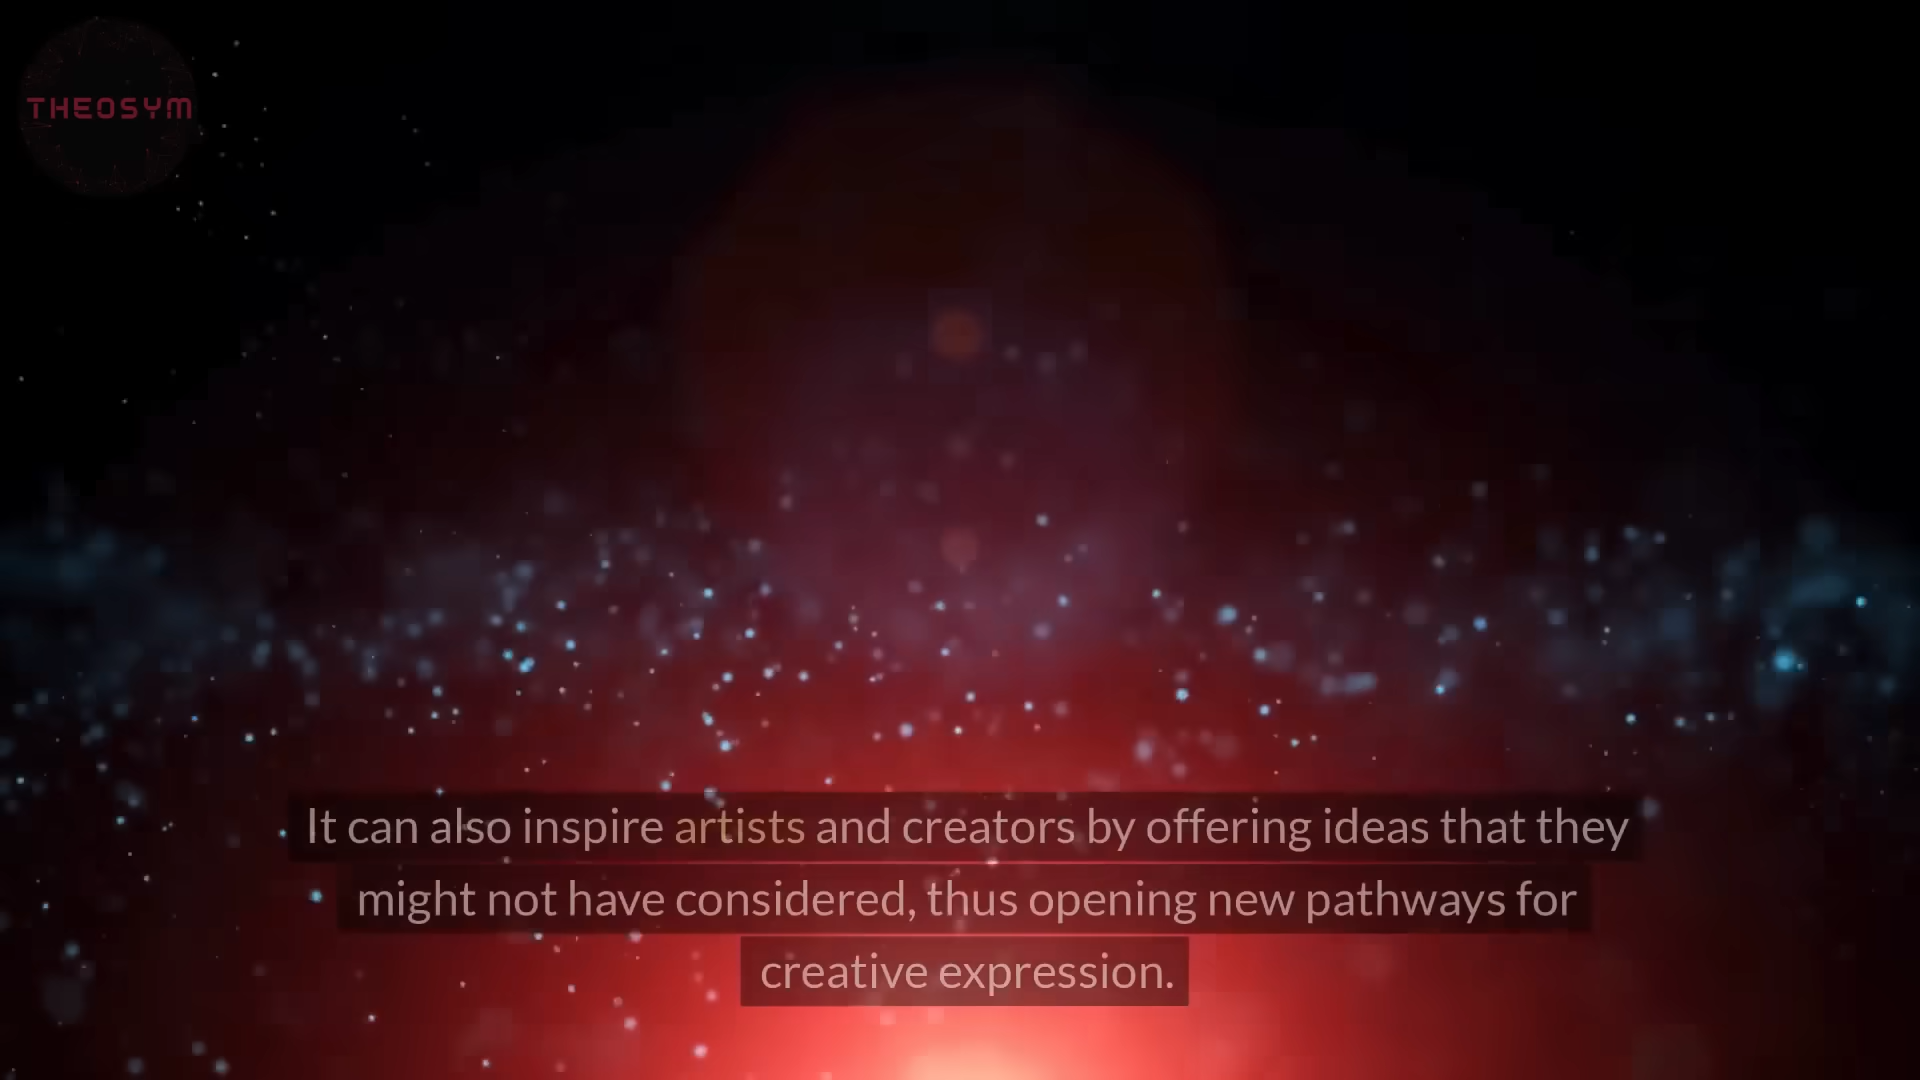 THEOSYM
It can also inspire artists and creators by offering ideas that they
might not have considered, thus opening new pathways for
creative expression.